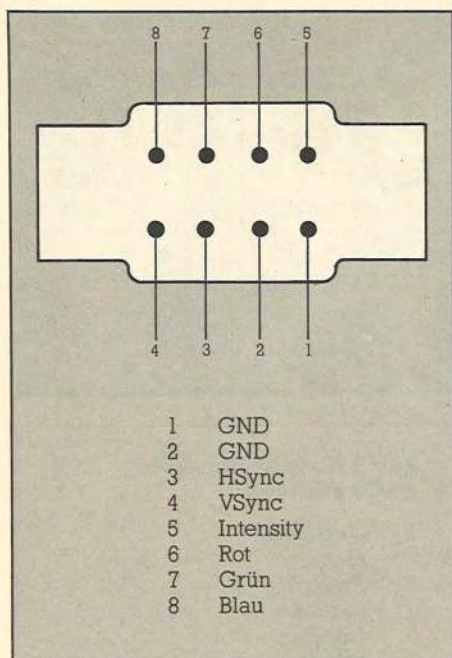 8 7 6 5
4 3 2 1
1 GND
2 GND
3 HSync
4 VSync
5 Intensity
6 Rot
7 Grün
8 Blau